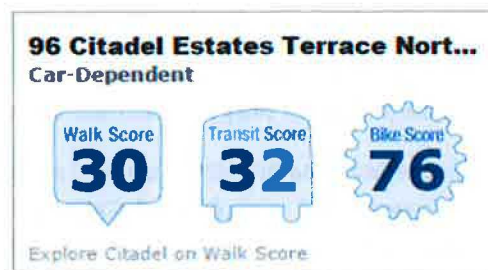 96 Citadel Estates Terrace Nort...
Car-Dependent
Walk Score Transit Score Bike Score
30 32 76
Explore Citadel on Walk Score